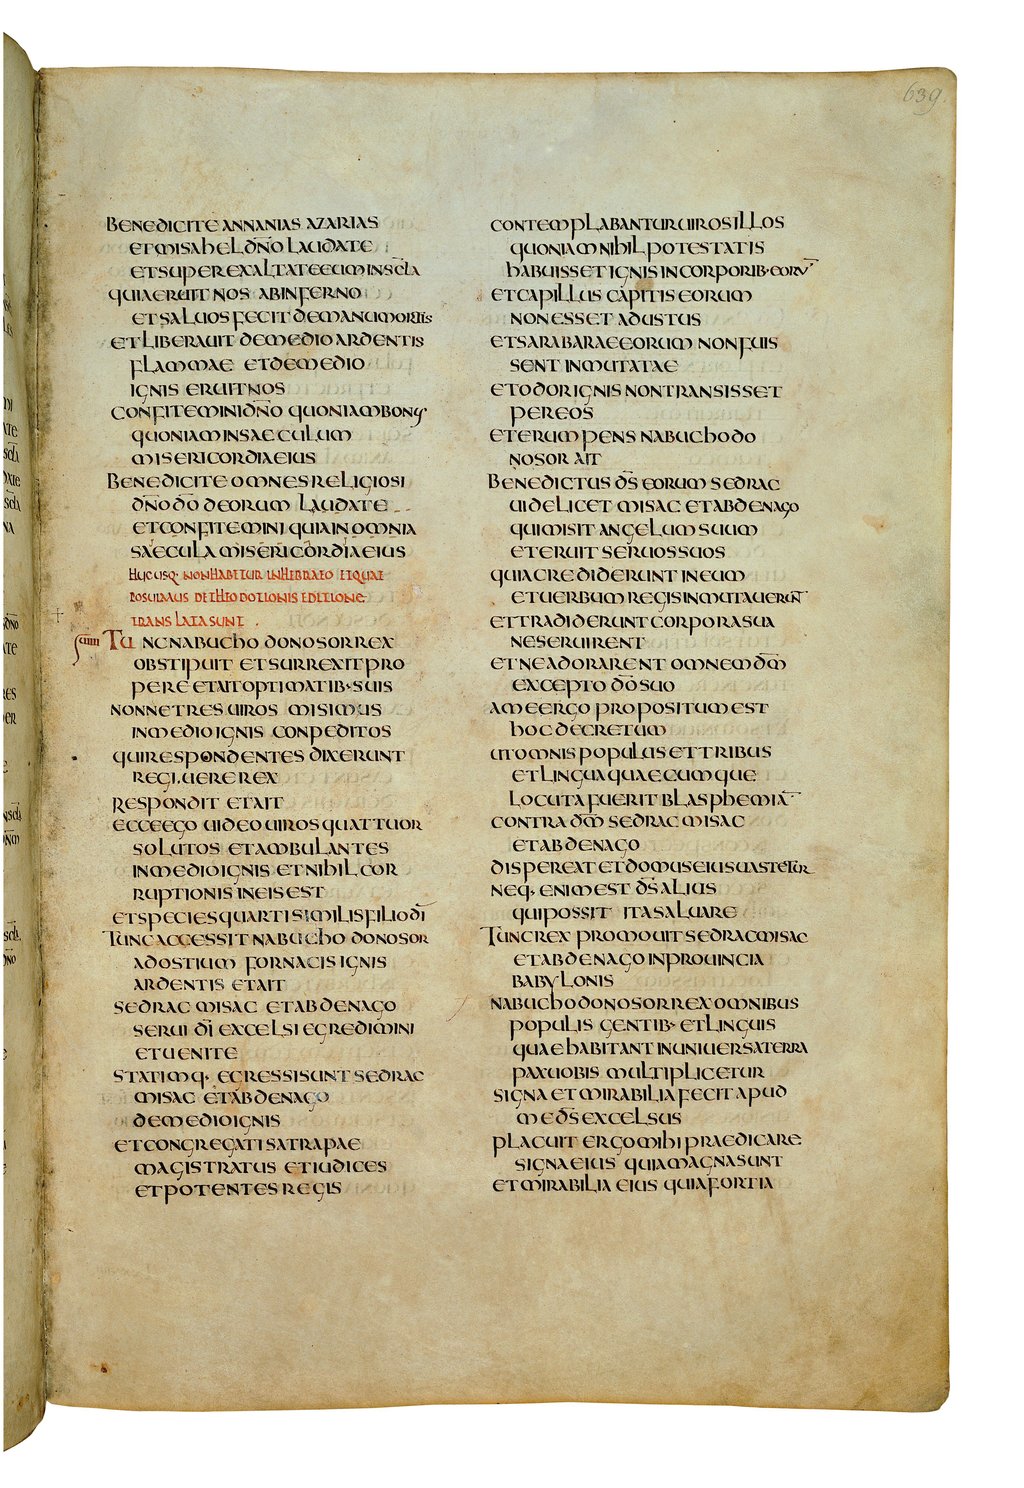 639.
BENEDICITE ANNANIAS AZARIAS
ET MISAHEL DN̅O LAUDATE
ET SUPEREXALTATE EUM IN SCLA
QUIA ERUIT NOS AB INFERNO
ET SALUOS FECIT DE MANU MORTIS
ET LIBERAUIT DE MEDIO ARDENTIS
FLAMMAE ET DE MEDIO
IGNIS ERUIT NOS
CONFITEMINI DN̅O QUONIAM BONUS
QUONIAM IN SAECULUM
MISERICORDIA EIUS
BENEDICITE OMNES RELIGIOSI
DN̅O DO̅ DEORUM LAUDATE
ET CONFITEMINI QUIA IN OMNIA
SAECULA MISERICORDIA EIUS
HUCUSQ· NON HABETUR IN HEBRAEO ET QUAE
POSUIMUS DE THEODOTIONIS EDITIONE
TRANSLATA SUNT .
TUNC NABUCHODONOSOR REX
OBSTIPUIT ET SURREXIT PRO
PERE ET AIT OPTIMATIB· SUIS
NONNE TRES UIROS MISIMUS
IN MEDIO IGNIS CONPEDITOS
QUI RESPONDENTES DIXERUNT
REGI, UERE REX
RESPONDIT ET AIT
ECCE EGO UIDEO UIROS QUATTUOR
SOLUTOS ET AMBULANTES
IN MEDIO IGNIS ET NIHIL COR
RUPTIONIS IN EIS EST
ET SPECIES QUARTI SIMILIS FILIO DI̅
TUNC ACCESSIT NABUCHODONOSOR
AD OSTIUM FORNACIS IGNIS
ARDENTIS ET AIT
SEDRAC MISAC ET ABDENAGO
SERUI DI̅ EXCELSI EGREDIMINI
ET UENITE
STATIMQ· EGRESSI SUNT SEDRAC
MISAC ET ABDENAGO
DE MEDIO IGNIS
ET CONGREGATI SATRAPAE
MAGISTRATUS ET IUDICES
ET POTENTES REGIS
CONTEMPLABANTUR UIROS ILLOS
QUONIAM NIHIL POTESTATIS
HABUISSET IGNIS IN CORPORIB· EORU̅
ET CAPILLUS CAPITIS EORUM
NON ESSET ADUSTUS
ET SARABARAE EORUM NON FUIS
SENT INMUTATAE
ET ODOR IGNIS NON TRANSISSET
PER EOS
ET ERUMPENS NABUCHODO
NOSOR AIT
BENEDICTUS DS̅ EORUM SEDRAC
UIDELICET MISAC ET ABDENAGO
QUI MISIT ANGELUM SUUM
ET ERUIT SERUOS SUOS
QUIA CREDIDERUNT IN EUM
ET UERBUM REGIS INMUTAUERUNT
ET TRADIDERUNT CORPORA SUA
NE SERUIRENT
ET NE ADORARENT OMNEM DM̅
EXCEPTO DO̅ SUO
A ME ERGO PROPOSITUM EST
HOC DECRETUM
UT OMNIS POPULUS ET TRIBUS
ET LINGUA QUAECUMQUE
LOCUTA FUERIT BLASPHEMIA̅
CONTRA DM̅ SEDRAC MISAC
ET ABDENAGO
DISPEREAT ET DOMUS EIUS UASTETUR
NEQ· ENIM EST DS̅ ALIUS
QUI POSSIT ITA SALUARE
TUNC REX PROMOUIT SEDRAC MISAC
ET ABDENAGO IN PROUINCIA
BABYLONIS
NABUCHODONOSOR REX OMNIBUS
POPULIS GENTIB· ET LINGUIS
QUAE HABITANT IN UNIUERSA TERRA
PAX UOBIS MULTIPLICETUR
SIGNA ET MIRABILIA FECIT APUD
ME DS̅ EXCELSUS
PLACUIT ERGO MIHI PRAEDICARE
SIGNA EIUS QUIA MAGNA SUNT
ET MIRABILIA EIUS QUIA FORTIA